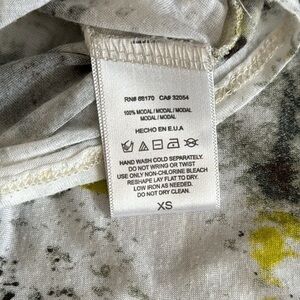 RN# 66170 CA# 32054
100% MODAL / MODAL / MODAL
MODAL / MODAL
HECHO EN E.U.A
HAND WASH COLD SEPARATELY.
DO NOT WRING OR TWIST
USE ONLY NON-CHLORINE BLEACH
RESHAPE LAY FLAT TO DRY.
LOW IRON AS NEEDED.
DO NOT DRY CLEAN.
XS